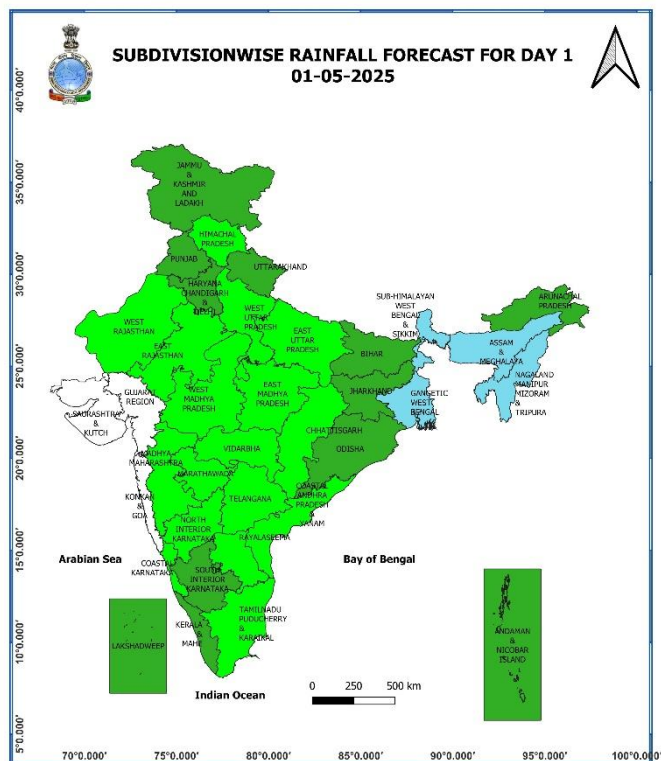 SUBDIVISIONWISE RAINFALL FORECAST FOR DAY 1
01-05-2025
40°0.000'
35°0.000'
30°0.000'
25°0.000'
20°0.000'
15°0.000'
10°0.000'
5°0.000'
JAMMU
&
KASHMIR
AND
LADAKH
HIMACHAL
PRADESH
PUNJAB
UTTARAKHAND
HARYANA
CHANDIGARH
&
DELHI
WEST
UTTAR
PRADESH
SUB-HIMALAYAN
WEST
BENGAL
&
SIKKIM
ARUNACHAL
PRADESH
WEST
RAJASTHAN
EAST
RAJASTHAN
EAST
UTTAR
PRADESH
ASSAM
&
MEGHALAYA
BIHAR
NAGALAND
MANIPUR
MIZORAM
&
TRIPURA
GUJARAT
REGION
SAURASHTRA
&
KUTCH
WEST
MADHYA
PRADESH
EAST
MADHYA
PRADESH
JHARKHAND
GANGETIC
WEST
BENGAL
CHHATTISGARH
ODISHA
VIDARBHA
MADHYA
MAHARASHTRA
MARATHAWADA
KONKAN
&
GOA
TELANGANA
COASTAL
ANDHRA
PRADESH
&
YANAM
NORTH
INTERIOR
KARNATAKA
RAYALASEEMA
Arabian Sea
Bay of Bengal
COASTAL
KARNATAKA
SOUTH
INTERIOR
KARNATAKA
TAMILNADU
PUDUCHERRY
&
KARAIKAL
KERALA
&
MAHE
LAKSHADWEEP
ANDAMAN
&
NICOBAR
ISLAND
Indian Ocean
0 250 500 km
70°0.000' 75°0.000' 80°0.000' 85°0.000' 90°0.000' 95°0.000' 100°0.000'